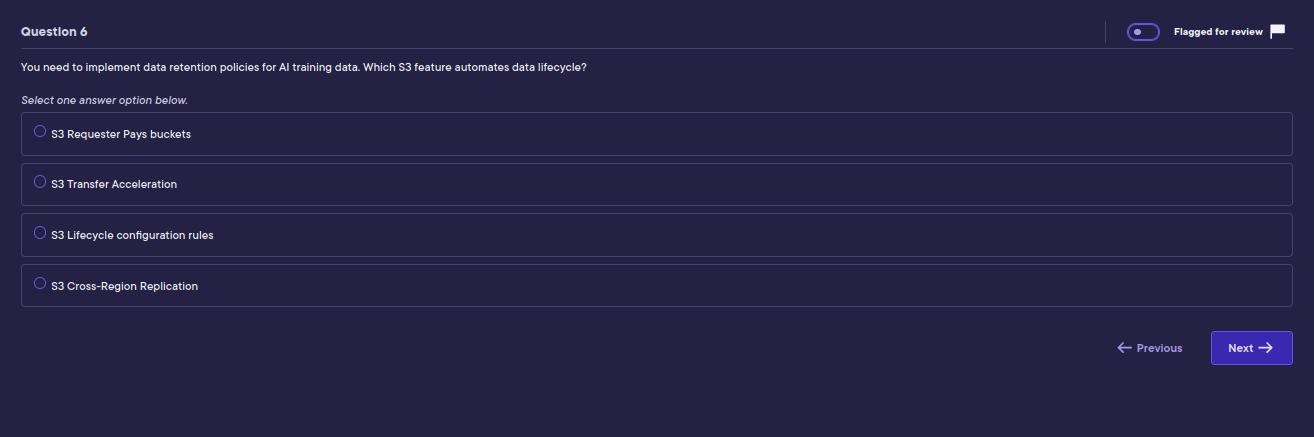 Question 6
Flagged for review
You need to implement data retention policies for AI training data. Which S3 feature automates data lifecycle?
Select one answer option below.
S3 Requester Pays buckets
S3 Transfer Acceleration
S3 Lifecycle configuration rules
S3 Cross-Region Replication
Previous
Next